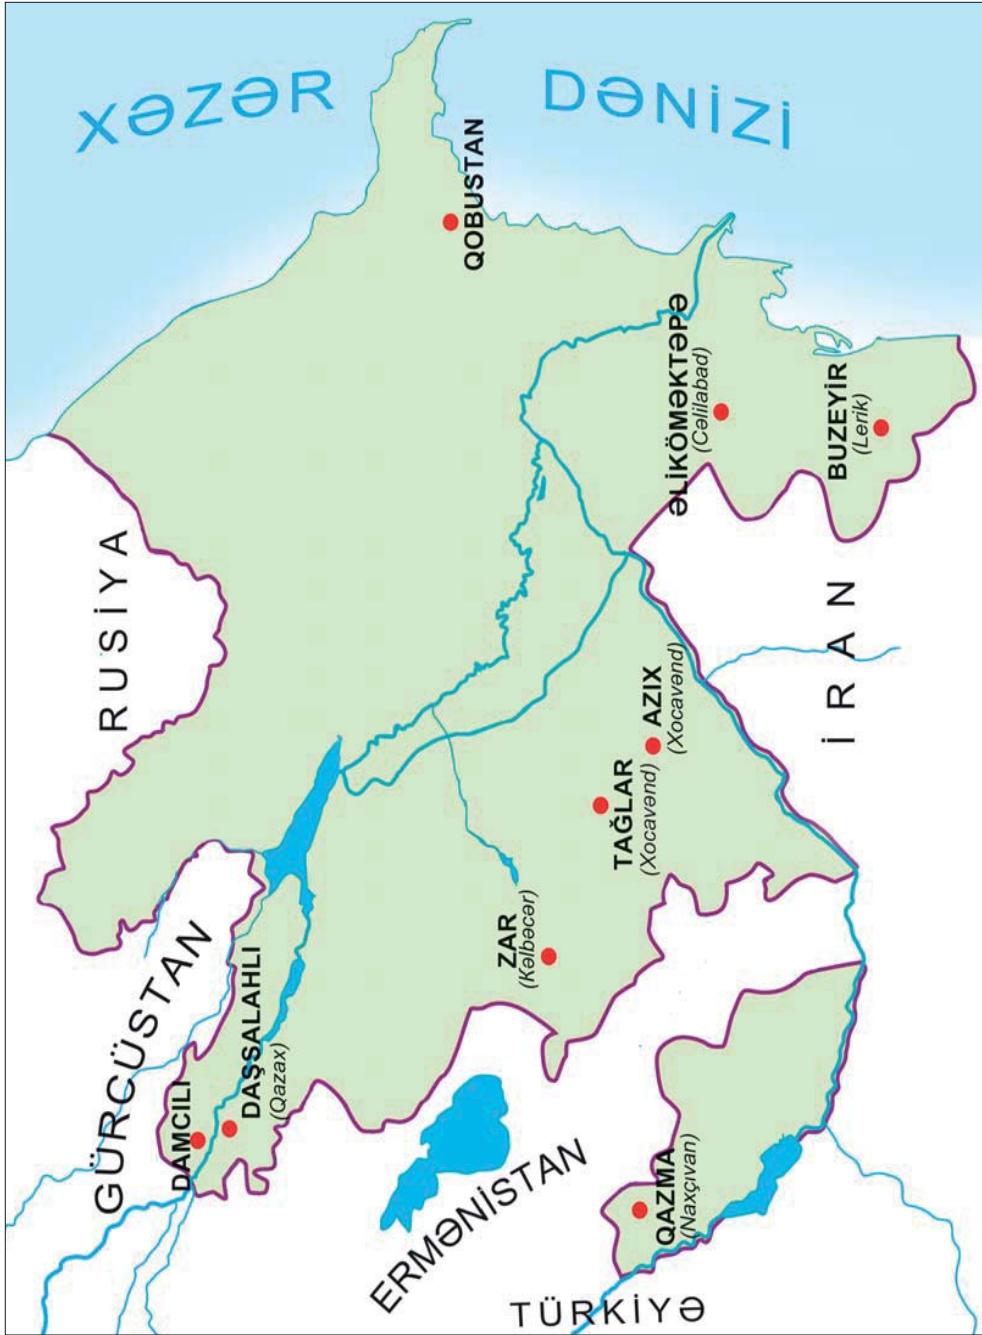 XƏZƏR DƏNİZİ
RUSİYA
GÜRCÜSTAN
DAMCILI
DAŞSALAHLI
(Qazax)
QOBUSTAN
ZAR
(Kəlbəcər)
ERMƏNİSTAN
TAĞLAR
(Xocavənd)
AZIX
(Xocavənd)
ƏLİKÖMƏKTƏPƏ
(Cəlilabad)
QAZMA
(Naxçıvan)
TÜRKİYƏ
İRAN
BUZEYİR
(Lerik)